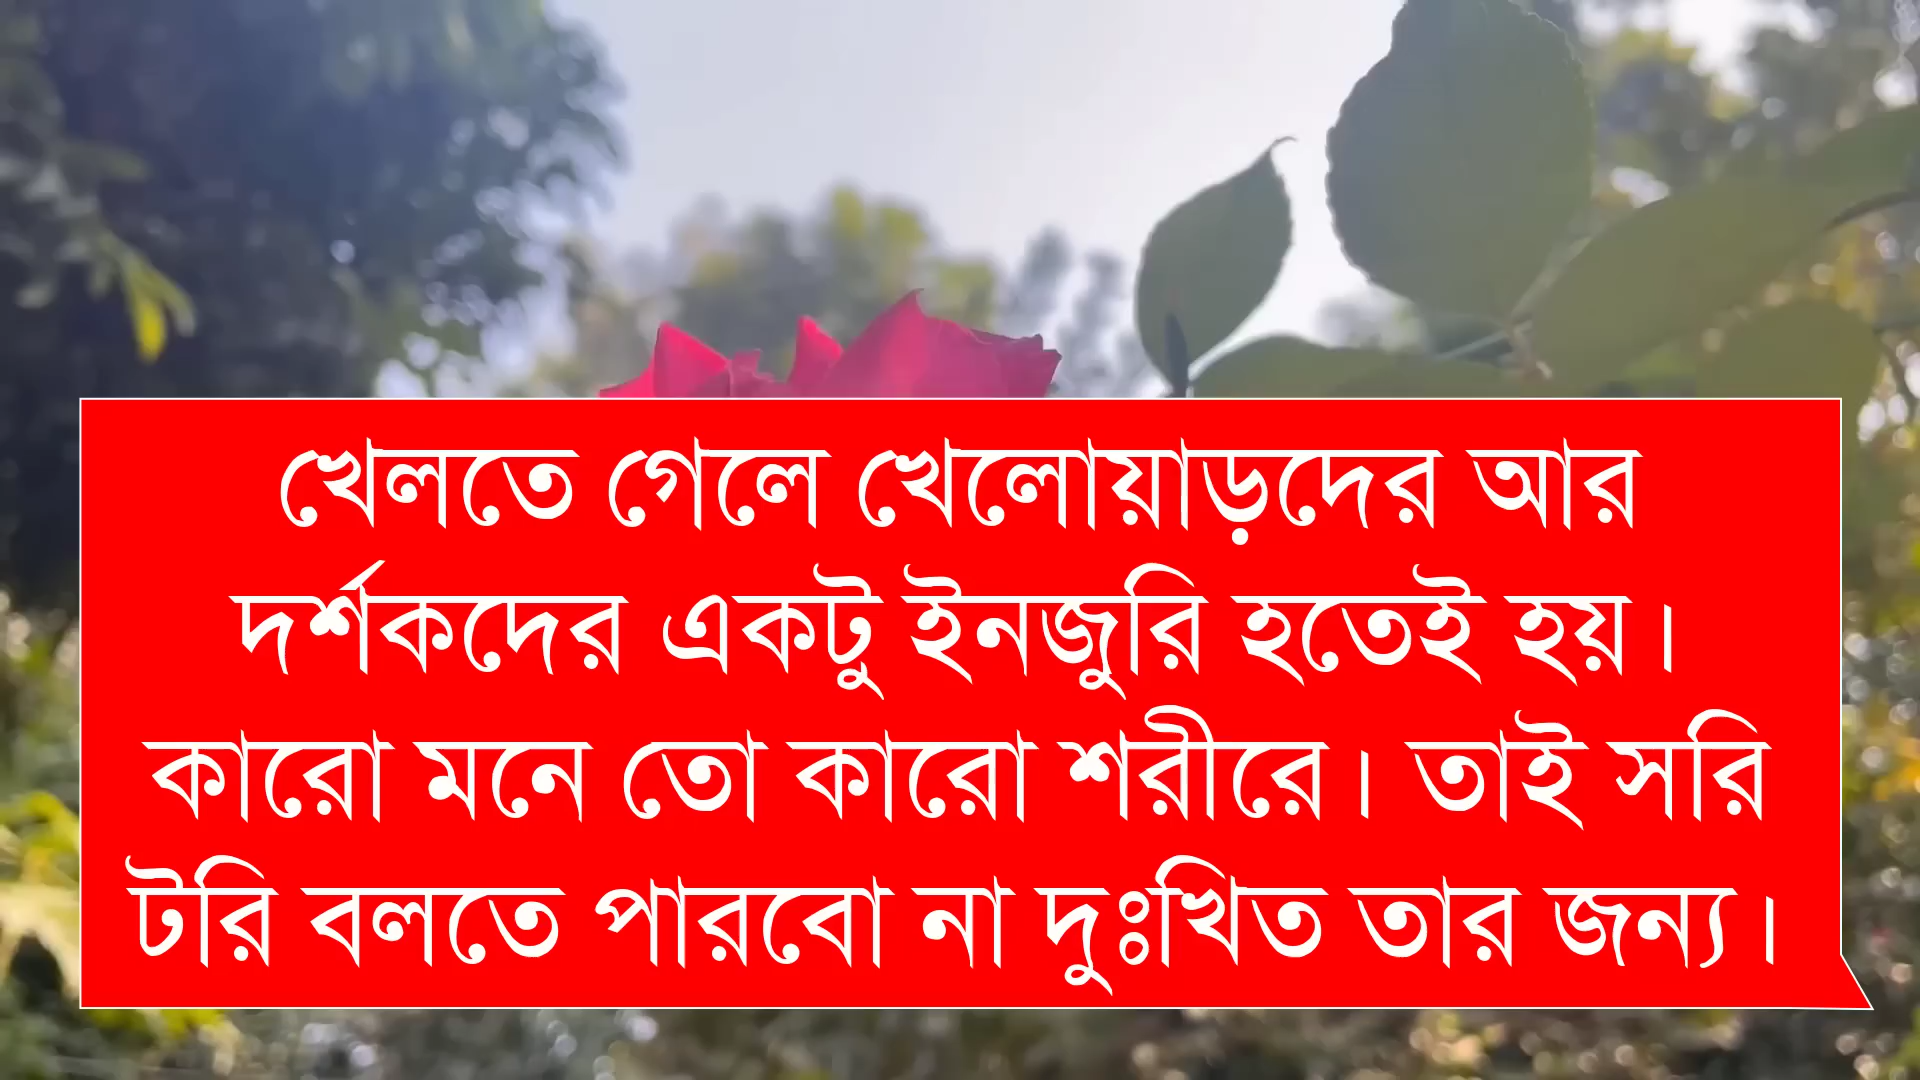 খেলতে গেলে খেলোয়াড়দের আর
দর্শকদের একটু ইনজুরি হতেই হয়।
কারো মনে তো কারো শরীরে। তাই সরি
টরি বলতে পারবো না দুঃখিত তার জন্য।